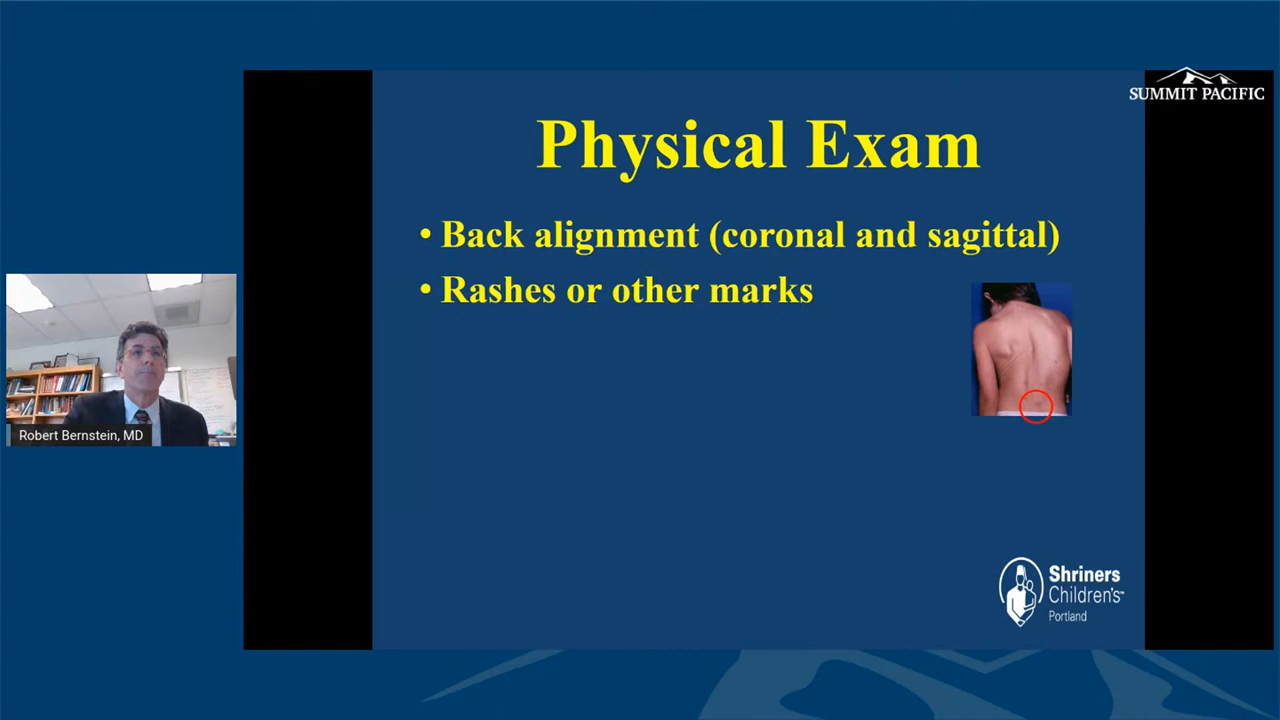 SUMMIT PACIFIC
Physical Exam
• Back alignment (coronal and sagittal)
• Rashes or other marks
Robert Bernstein, MD
Shriners
Children's™
Portland